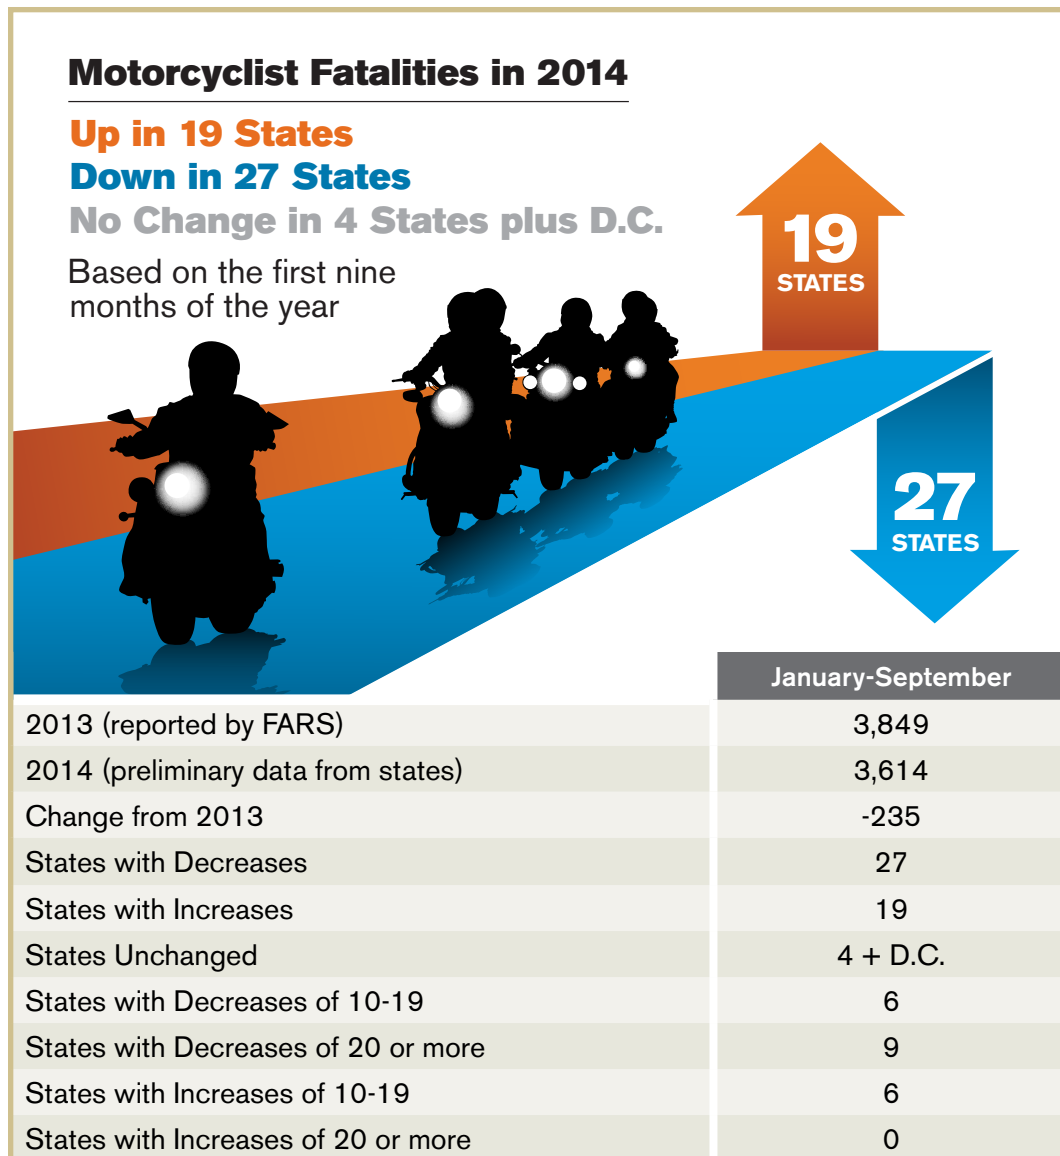 Motorcyclist Fatalities in 2014
Up in 19 States
Down in 27 States
No Change in 4 States plus D.C.
Based on the first nine
months of the year
19
STATES
27
STATES
January-September
2013 (reported by FARS) 3,849
2014 (preliminary data from states) 3,614
Change from 2013 -235
States with Decreases 27
States with Increases 19
States Unchanged 4 + D.C.
States with Decreases of 10-19 6
States with Decreases of 20 or more 9
States with Increases of 10-19 6
States with Increases of 20 or more 0